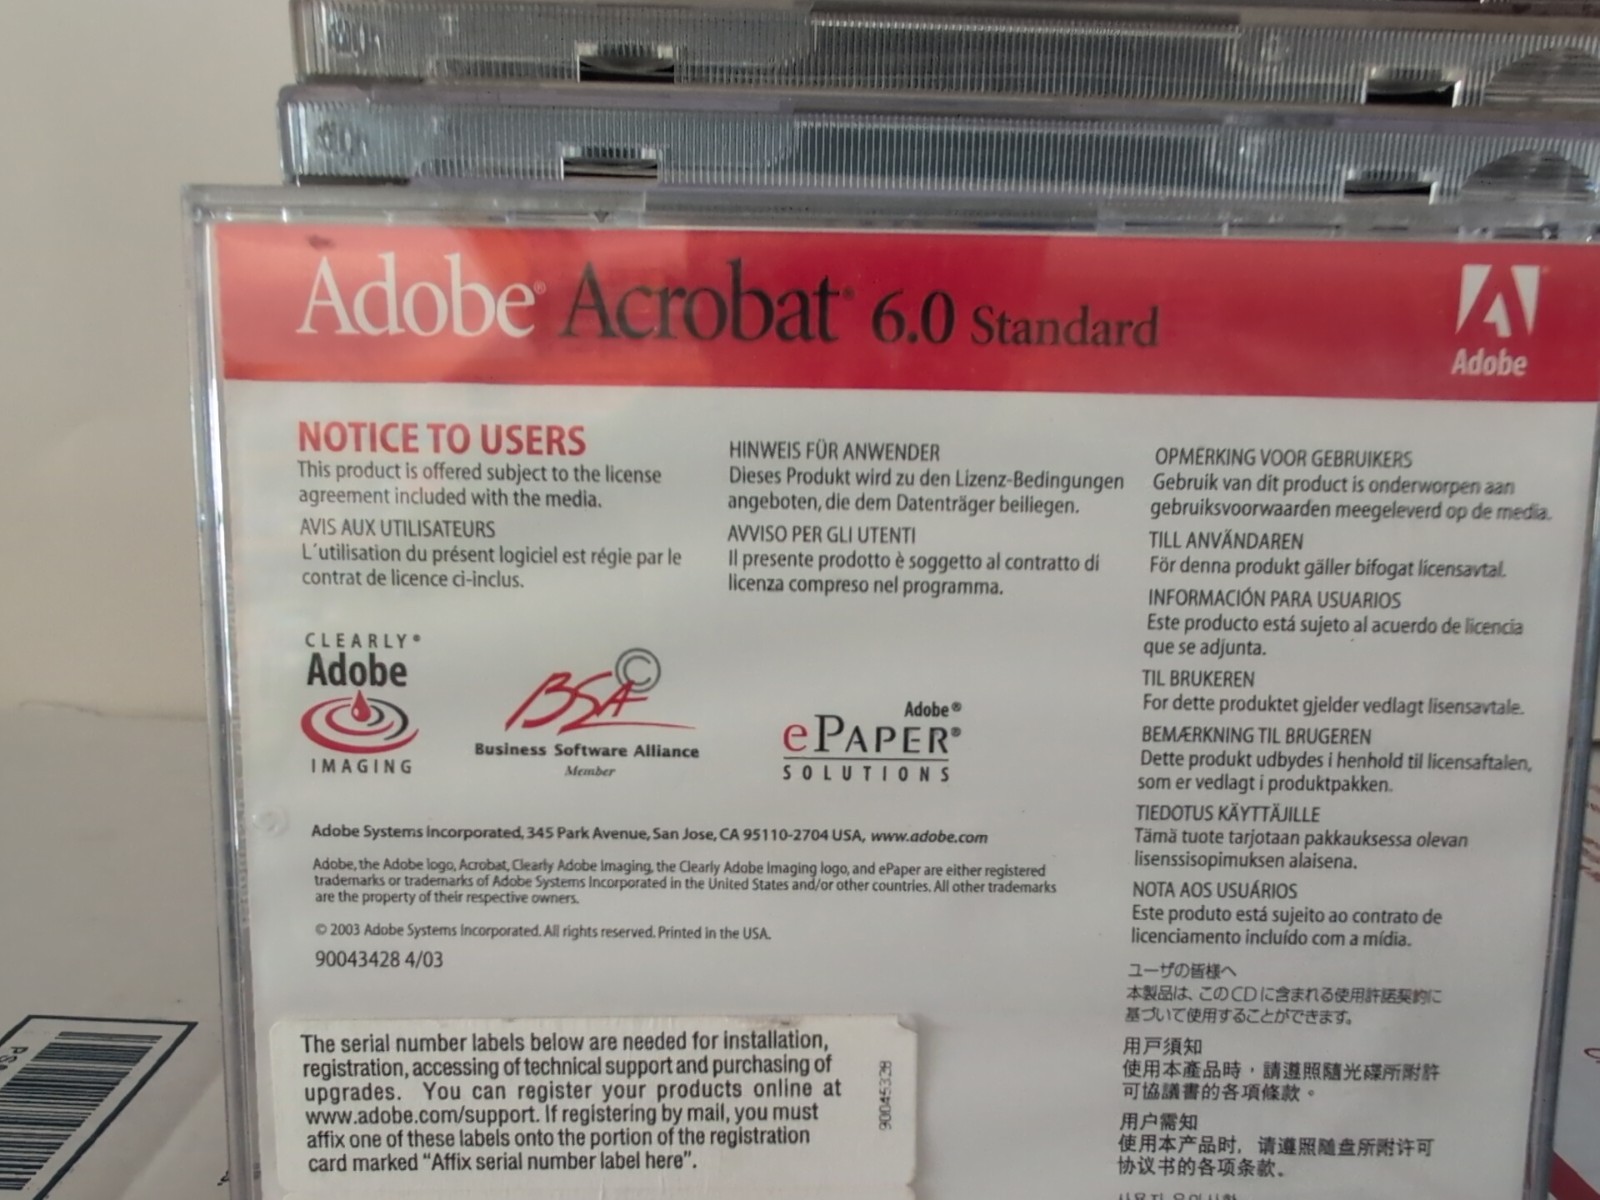 Adobe® Acrobat® 6.0 Standard
Adobe
NOTICE TO USERS
This product is offered subject to the license
agreement included with the media.
AVIS AUX UTILISATEURS
L´utilisation du présent logiciel est régie par le
contrat de licence ci-inclus.
HINWEIS FÜR ANWENDER
Dieses Produkt wird zu den Lizenz-Bedingungen
angeboten, die dem Datenträger beiliegen.
AVVISO PER GLI UTENTI
Il presente prodotto è soggetto al contratto di
licenza compreso nel programma.
CLEARLY®
Adobe
IMAGING
BSA ©
Business Software Alliance
Member
Adobe®
ePAPER®
SOLUTIONS
Adobe Systems Incorporated, 345 Park Avenue, San Jose, CA 95110-2704 USA, www.adobe.com
Adobe, the Adobe logo, Acrobat, Clearly Adobe Imaging, the Clearly Adobe Imaging logo, and ePaper are either registered
trademarks or trademarks of Adobe Systems Incorporated in the United States and/or other countries. All other trademarks
are the property of their respective owners.
© 2003 Adobe Systems Incorporated. All rights reserved. Printed in the USA.
90043428 4/03
OPMERKING VOOR GEBRUIKERS
Gebruik van dit product is onderworpen aan
gebruiksvoorwaarden meegeleverd op de media.
TILL ANVÄNDAREN
För denna produkt gäller bifogat licensavtal.
INFORMACIÓN PARA USUARIOS
Este producto está sujeto al acuerdo de licencia
que se adjunta.
TIL BRUKEREN
For dette produktet gjelder vedlagt lisensavtale.
BEMÆRKNING TIL BRUGEREN
Dette produkt udbydes i henhold til licensaftalen,
som er vedlagt i produktpakken.
TIEDOTUS KÄYTTÄJILLE
Tämä tuote tarjotaan pakkauksessa olevan
lisenssisopimuksen alaisena.
NOTA AOS USUÁRIOS
Este produto está sujeito ao contrato de
licenciamento incluído com a mídia.
ユーザの皆様へ
本製品は、このCDに含まれる使用許諾契約に
基づいて使用することができます。
用戸須知
使用本產品時，請遵照隨光碟所附許
可協議書的各項條款。
用户需知
使用本产品时，请遵照随盘所附许可
协议书的各项条款。
The serial number labels below are needed for installation,
registration, accessing of technical support and purchasing of
upgrades. You can register your products online at
www.adobe.com/support. If registering by mail, you must
affix one of these labels onto the portion of the registration
card marked “Affix serial number label here”.
90045328